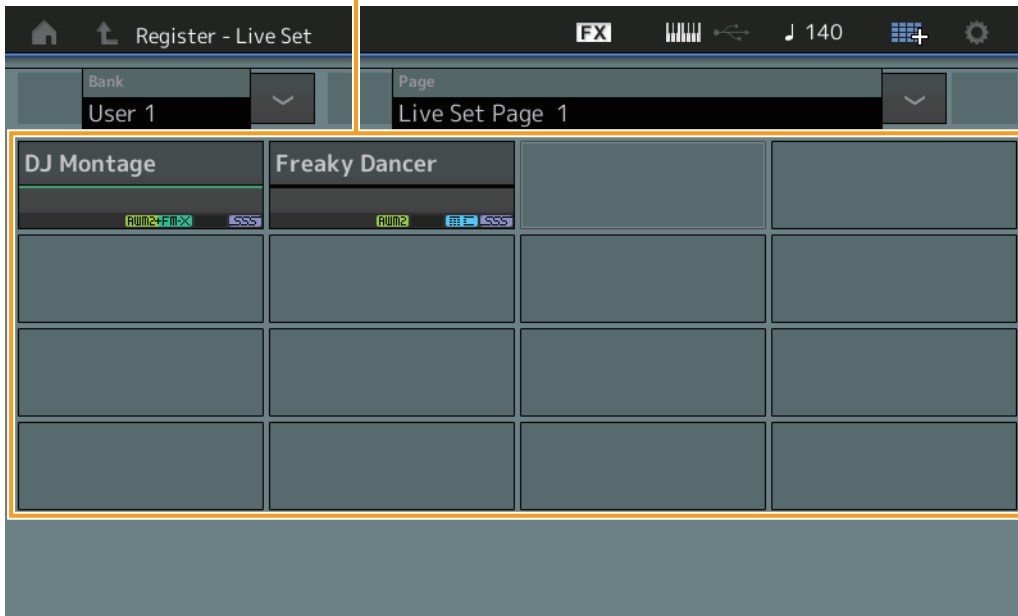 Register - Live Set FX ♩ 140
Bank
User 1
Page
Live Set Page 1
DJ Montage
Freaky Dancer
AWM2+FM-X SSS
AWM2 SSS